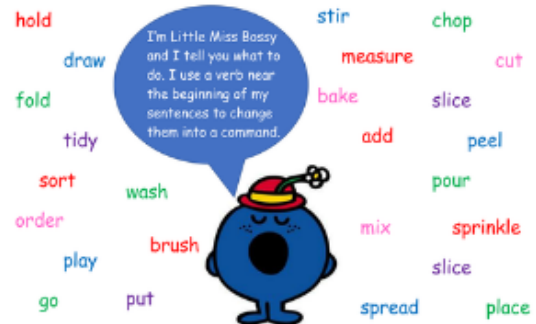 hold
stir
chop
I'm Little Miss Bossy
and I tell you what to
do. I use a verb near
the beginning of my
sentences to change
them into a command.
draw
measure
cut
fold
bake
slice
tidy
add
peel
sort
wash
pour
order
mix
sprinkle
brush
play
slice
go
put
spread
place